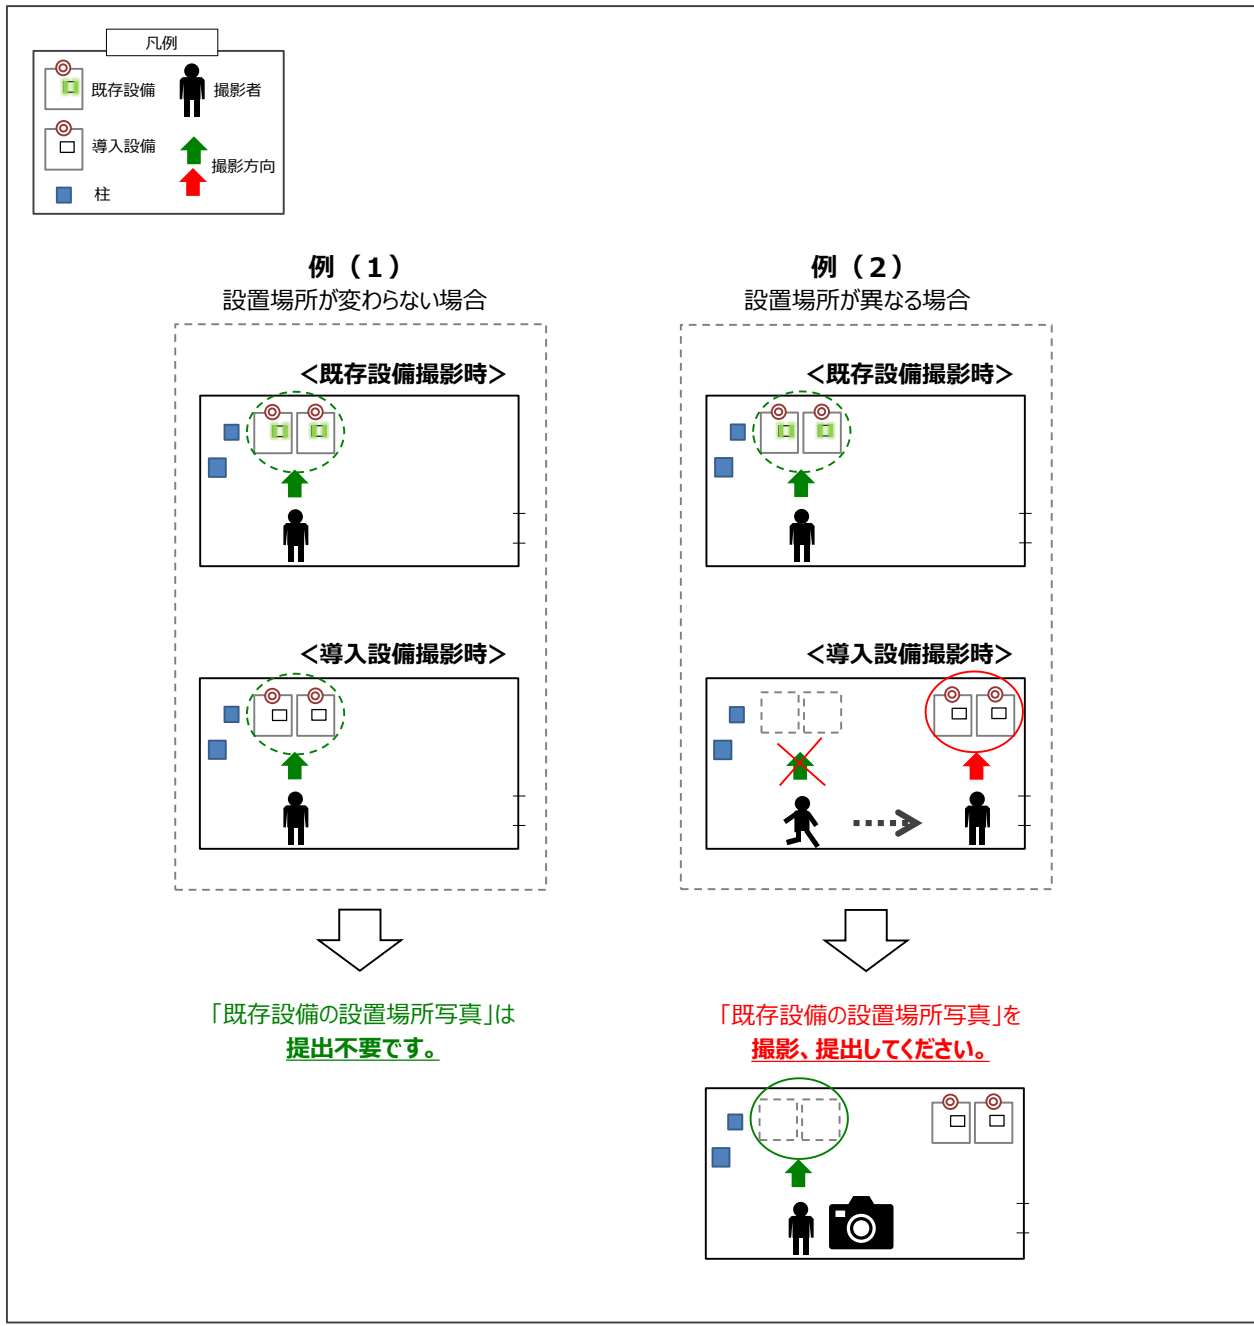 凡例
既存設備
撮影者
導入設備
撮影方向
柱
例（１）
設置場所が変わらない場合
＜既存設備撮影時＞
＜導入設備撮影時＞
「既存設備の設置場所写真」は
提出不要です。
例（２）
設置場所が異なる場合
＜既存設備撮影時＞
＜導入設備撮影時＞
「既存設備の設置場所写真」を
撮影、提出してください。